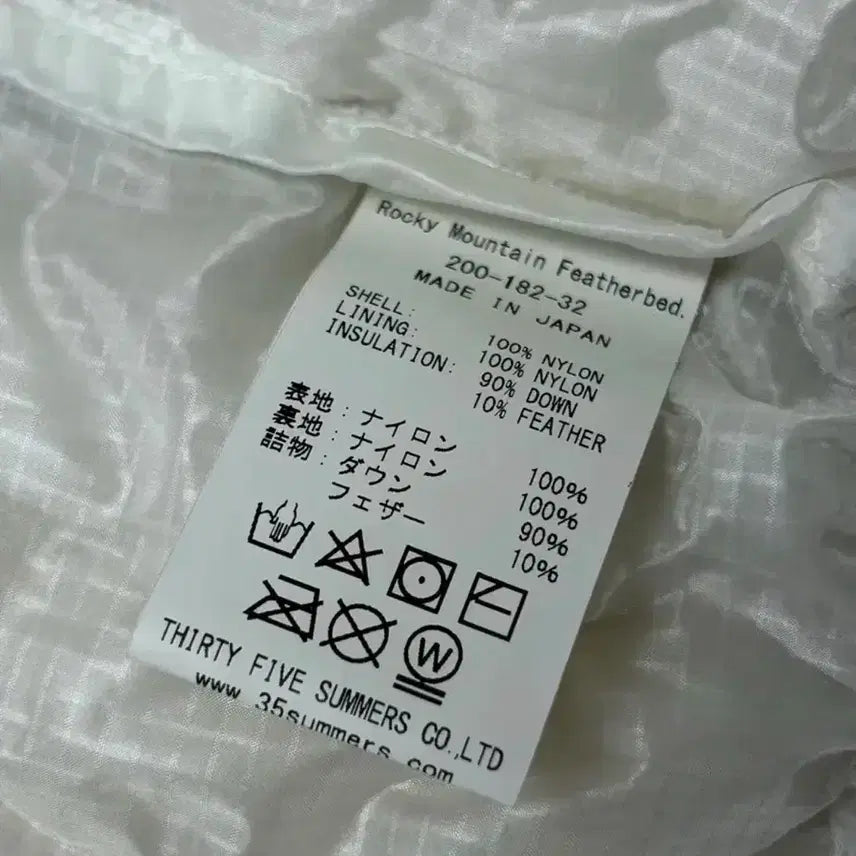 Rocky Mountain Featherbed.
200-182-32
MADE IN JAPAN
SHELL: 100% NYLON
LINING: 100% NYLON
INSULATION: 90% DOWN
10% FEATHER
表地:ナイロン 100%
裏地:ナイロン 100%
詰物:ダウン 90%
フェザー 10%
W
THIRTY FIVE SUMMERS CO.,LTD
www.35summers.com